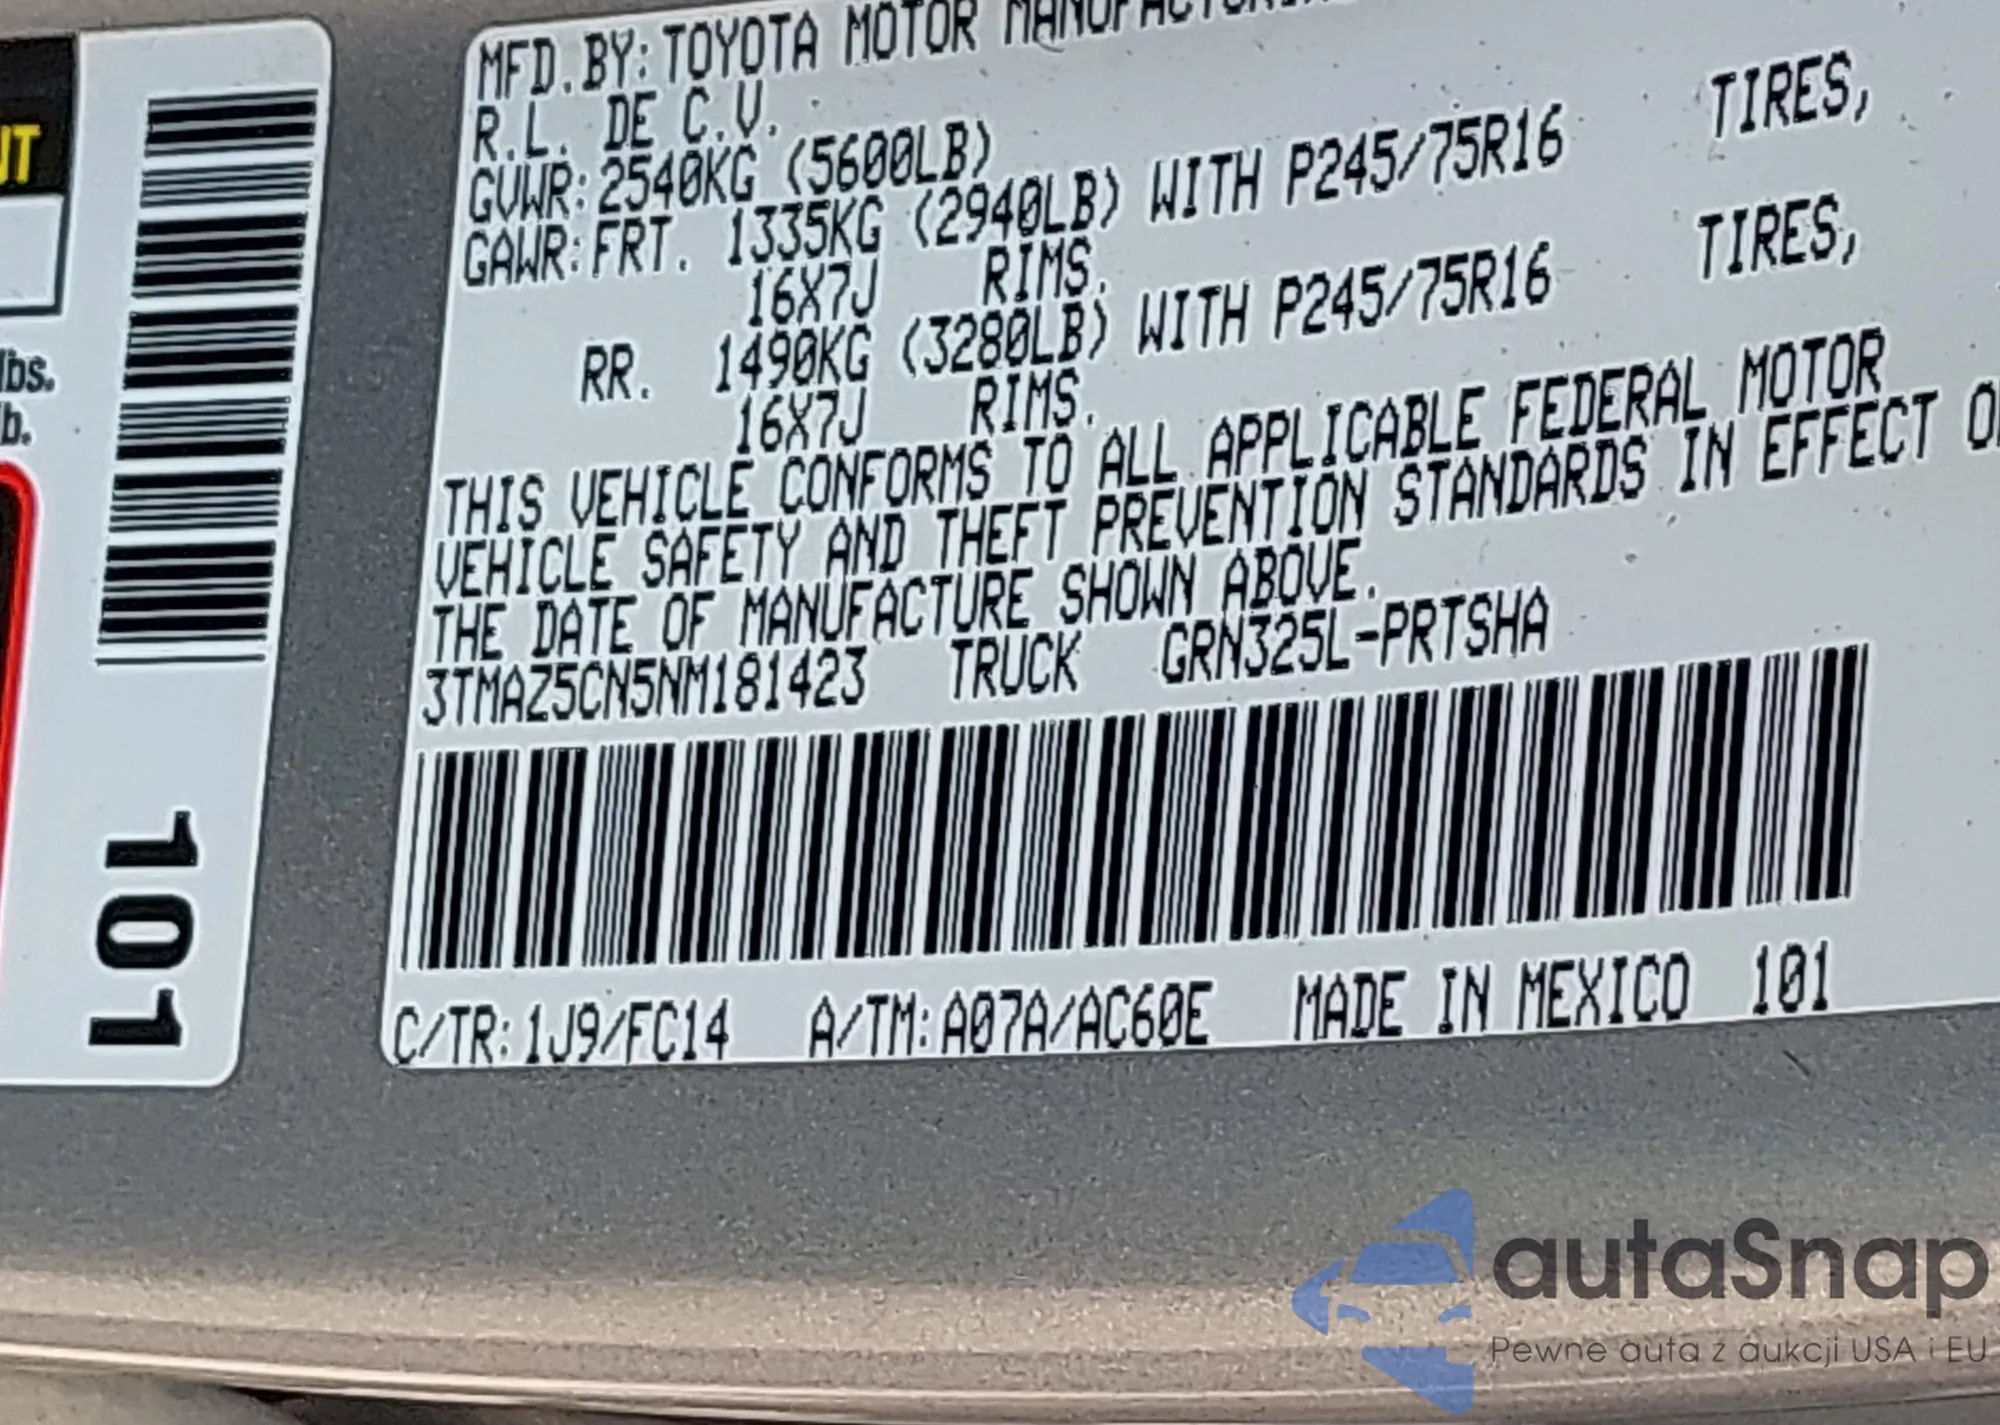 MFD.BY: TOYOTA MOTOR
R.L. DE C.V.
GVWR: 2540KG (5600LB)
GAWR: FRT. 1335KG (2940LB) WITH P245/75R16 TIRES,
16X7J RIMS.
RR. 1490KG (3280LB) WITH P245/75R16 TIRES,
16X7J RIMS.
THIS VEHICLE CONFORMS TO ALL APPLICABLE FEDERAL MOTOR
VEHICLE SAFETY AND THEFT PREVENTION STANDARDS IN EFFECT
THE DATE OF MANUFACTURE SHOWN ABOVE.
3TMAZ5CN5NM181423 TRUCK GRN325L-PRTSHA
C/TR: 1J9/FC14 A/TM: A07A/AC60E MADE IN MEXICO 101
lbs.
101
autaSnap
Pewne auta z aukcji USA i EU